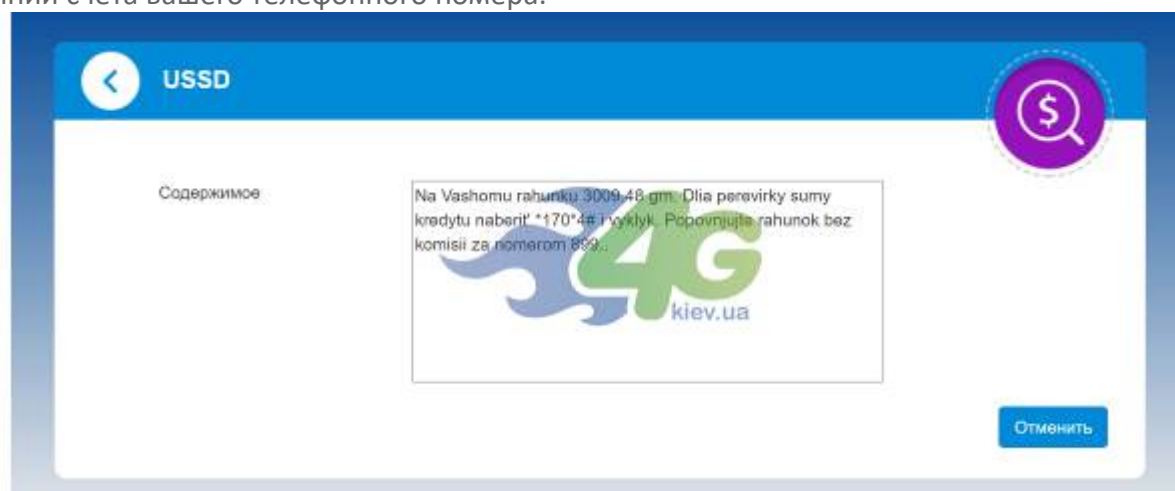 счета вашего телефонного номера.
USSD
$
Содержимое
Na Vashomu rahunku 3009,48 grn. Dlia perevirky sumy
kredytu naberit' *170*4# i vyklyk. Popovnjujte rahunok bez
komisii za nomerom 899..
4G
kiev.ua
Отменить